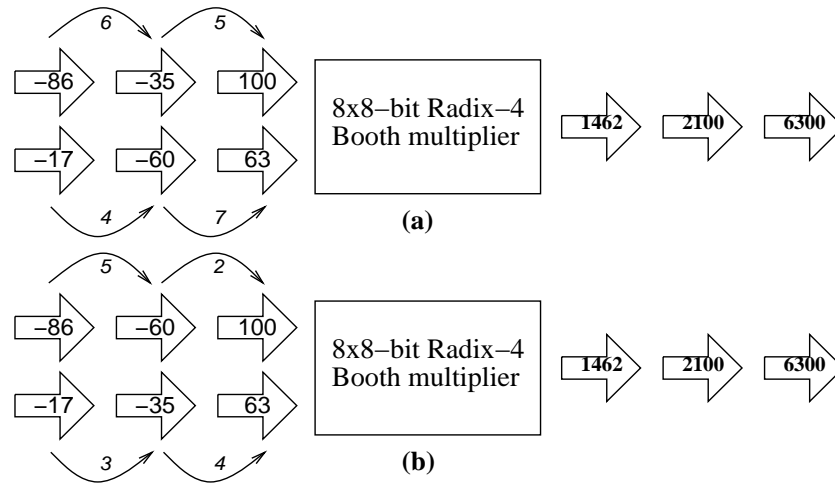 6 5
−86 −35 100
8x8−bit Radix−4
Booth multiplier
1462 2100 6300
−17 −60 63
4 7
(a)
5 2
−86 −60 100
8x8−bit Radix−4
Booth multiplier
1462 2100 6300
−17 −35 63
3 4
(b)